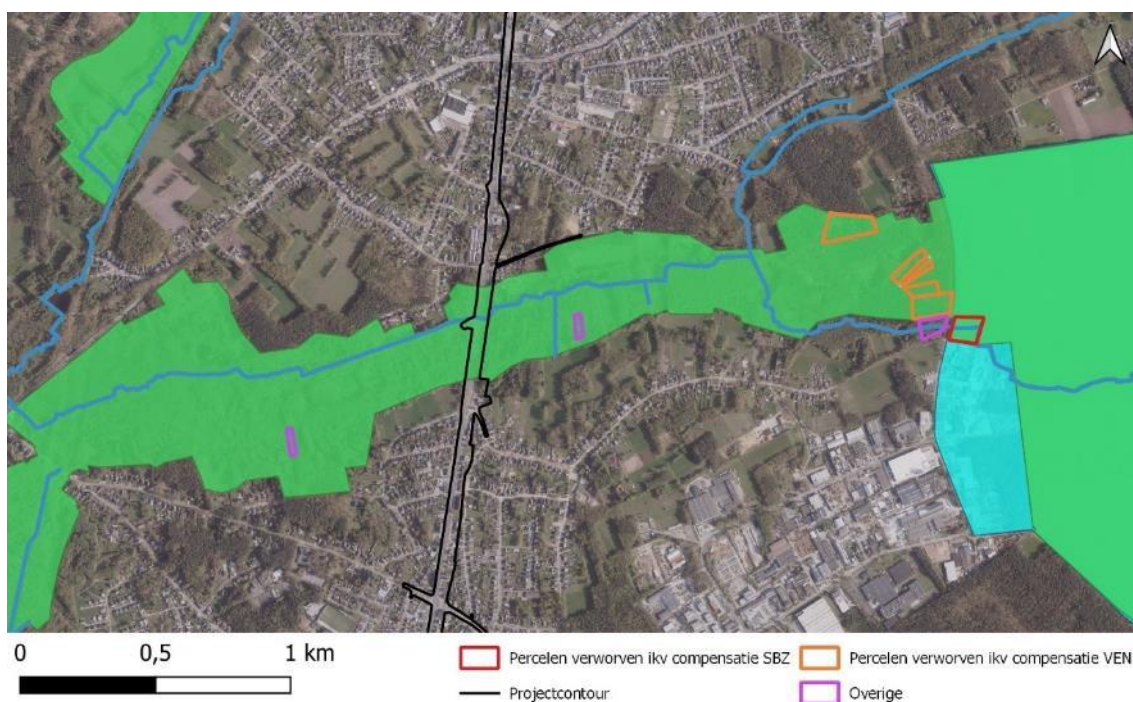 0 0,5 1 km
Percelen verworven ikv compensatie SBZ
Percelen verworven ikv compensatie VEN
Projectcontour
Overige